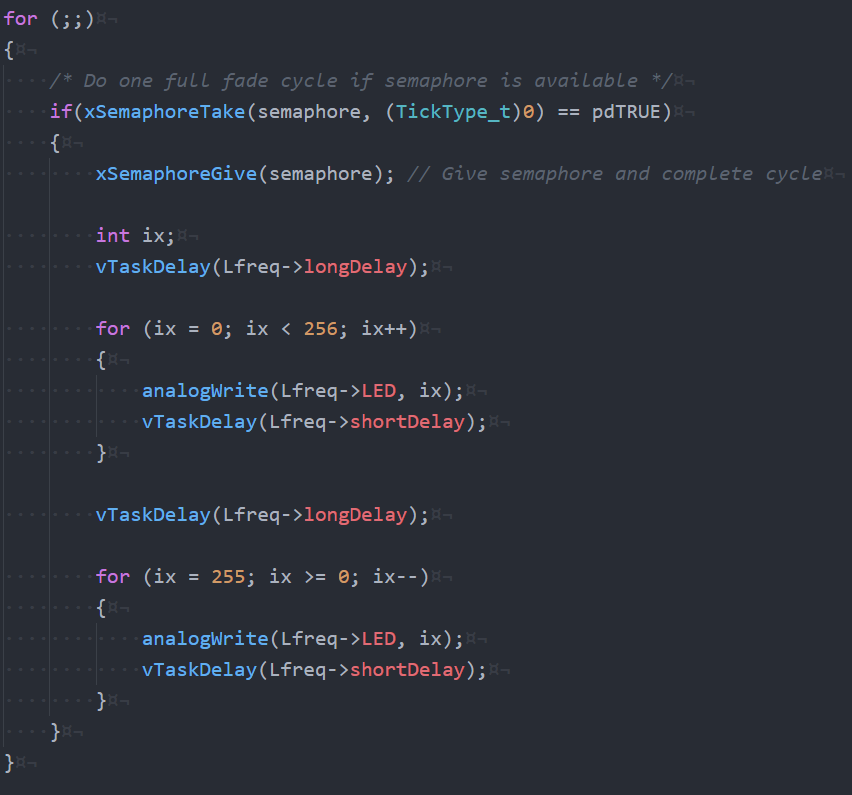 for (;;)¤¬
{¤¬
····/* Do one full fade cycle if semaphore is available */¤¬
····if(xSemaphoreTake(semaphore, (TickType_t)0) == pdTRUE)¤¬
····{¤¬
········xSemaphoreGive(semaphore); // Give semaphore and complete cycle¤¬
········int ix;¤¬
········vTaskDelay(Lfreq->longDelay);¤¬
········for (ix = 0; ix < 256; ix++)¤¬
········{¤¬
············analogWrite(Lfreq->LED, ix);¤¬
············vTaskDelay(Lfreq->shortDelay);¤¬
········}¤¬
········vTaskDelay(Lfreq->longDelay);¤¬
········for (ix = 255; ix >= 0; ix--)¤¬
········{¤¬
············analogWrite(Lfreq->LED, ix);¤¬
············vTaskDelay(Lfreq->shortDelay);¤¬
········}¤¬
····}¤¬
}¤¬